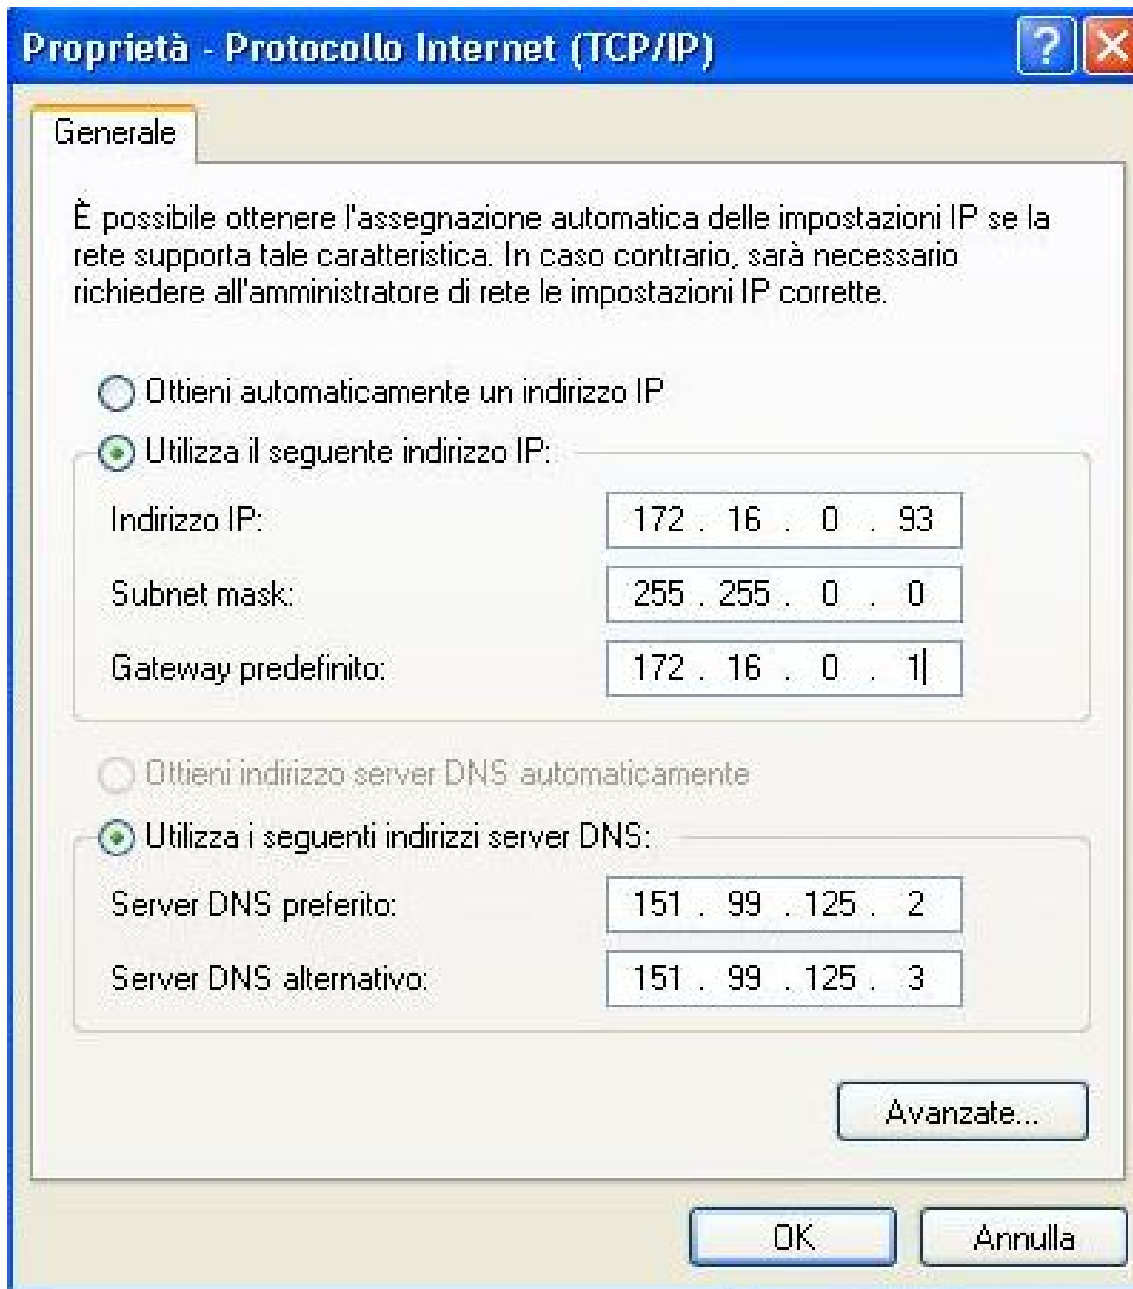 Proprietà - Protocollo Internet (TCP/IP)
Generale
È possibile ottenere l'assegnazione automatica delle impostazioni IP se la
rete supporta tale caratteristica. In caso contrario, sarà necessario
richiedere all'amministratore di rete le impostazioni IP corrette.
Ottieni automaticamente un indirizzo IP
Utilizza il seguente indirizzo IP:
Indirizzo IP: 172 . 16 . 0 . 93
Subnet mask: 255 . 255 . 0 . 0
Gateway predefinito: 172 . 16 . 0 . 1
Ottieni indirizzo server DNS automaticamente
Utilizza i seguenti indirizzi server DNS:
Server DNS preferito: 151 . 99 . 125 . 2
Server DNS alternativo: 151 . 99 . 125 . 3
Avanzate...
OK Annulla